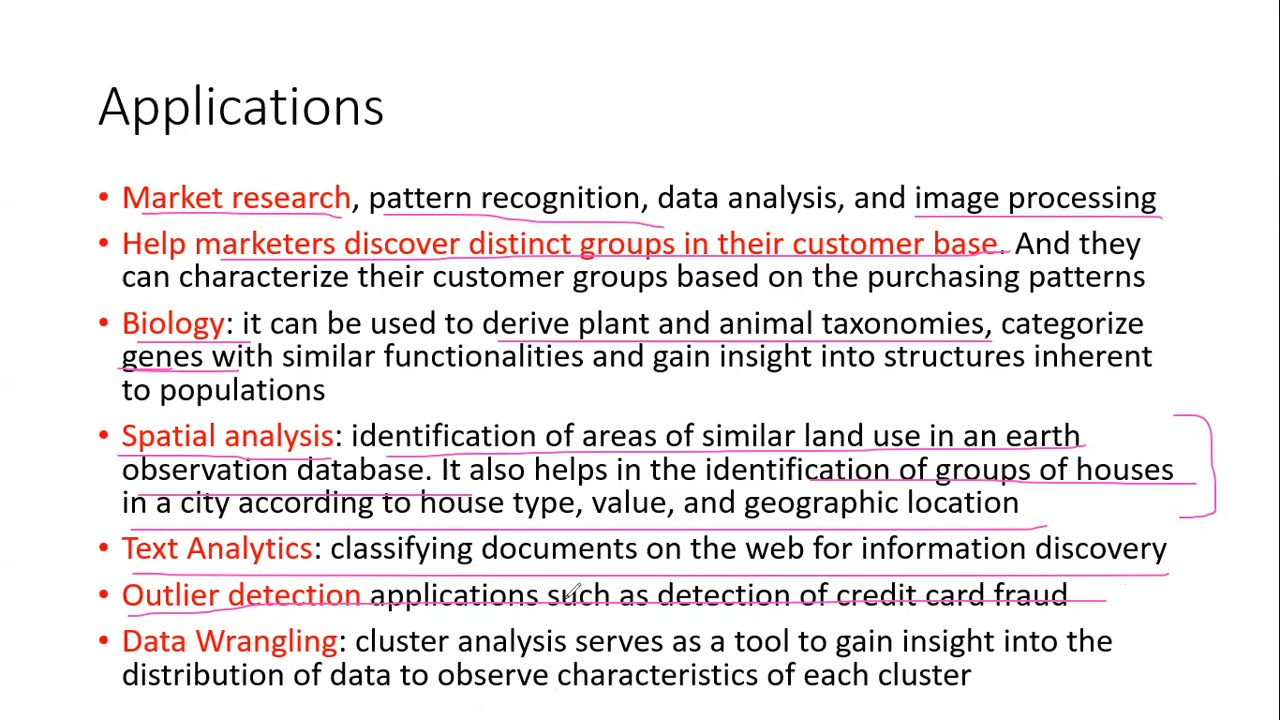 Applications
• Market research, pattern recognition, data analysis, and image processing
• Help marketers discover distinct groups in their customer base. And they
can characterize their customer groups based on the purchasing patterns
• Biology: it can be used to derive plant and animal taxonomies, categorize
genes with similar functionalities and gain insight into structures inherent
to populations
• Spatial analysis: identification of areas of similar land use in an earth
observation database. It also helps in the identification of groups of houses
in a city according to house type, value, and geographic location
• Text Analytics: classifying documents on the web for information discovery
• Outlier detection applications such as detection of credit card fraud
• Data Wrangling: cluster analysis serves as a tool to gain insight into the
distribution of data to observe characteristics of each cluster